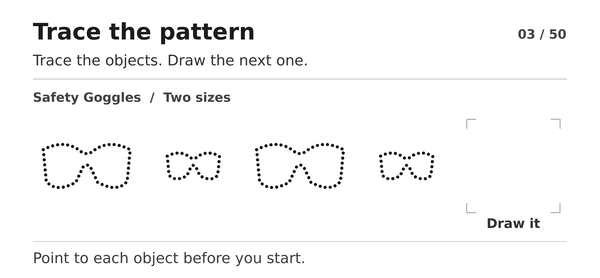 Trace the pattern
03 / 50
Trace the objects. Draw the next one.
Safety Goggles / Two sizes
Draw it
Point to each object before you start.